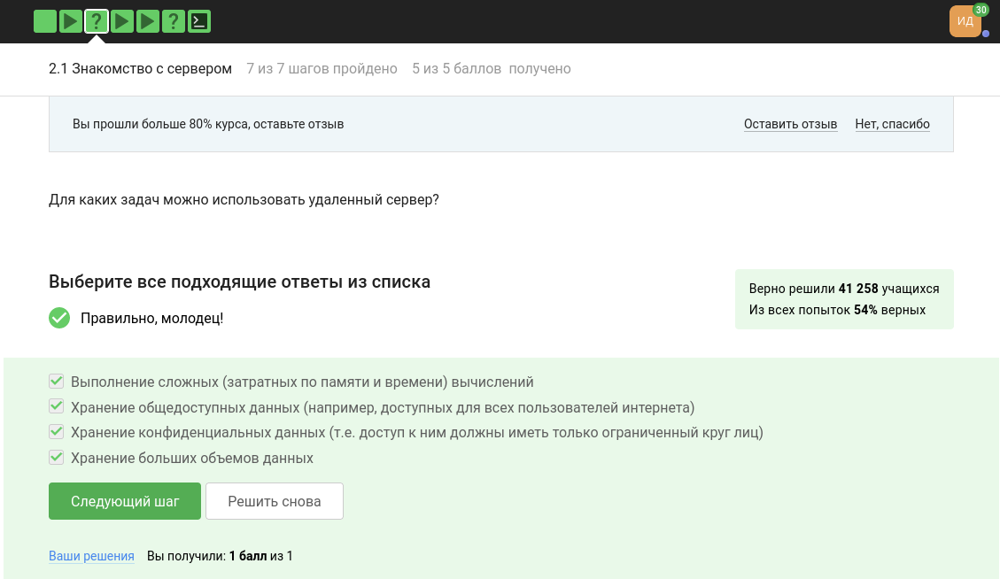 ? ?
30
ИД
2.1 Знакомство с сервером 7 из 7 шагов пройдено 5 из 5 баллов получено
Вы прошли больше 80% курса, оставьте отзыв Оставить отзыв Нет, спасибо
Для каких задач можно использовать удаленный сервер?
Выберите все подходящие ответы из списка
Верно решили 41 258 учащихся
Из всех попыток 54% верных
Правильно, молодец!
Выполнение сложных (затратных по памяти и времени) вычислений
Хранение общедоступных данных (например, доступных для всех пользователей интернета)
Хранение конфиденциальных данных (т.е. доступ к ним должны иметь только ограниченный круг лиц)
Хранение больших объемов данных
Следующий шаг Решить снова
Ваши решения Вы получили: 1 балл из 1